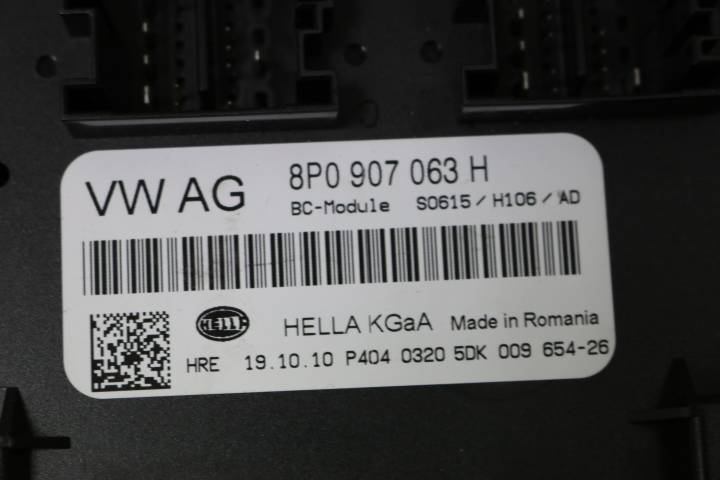 VW AG 8P0 907 063 H
BC-Module S0615 / H106 / AD
HELLA HELLA KGaA Made in Romania
HRE 19.10.10 P404 0320 5DK 009 654-26